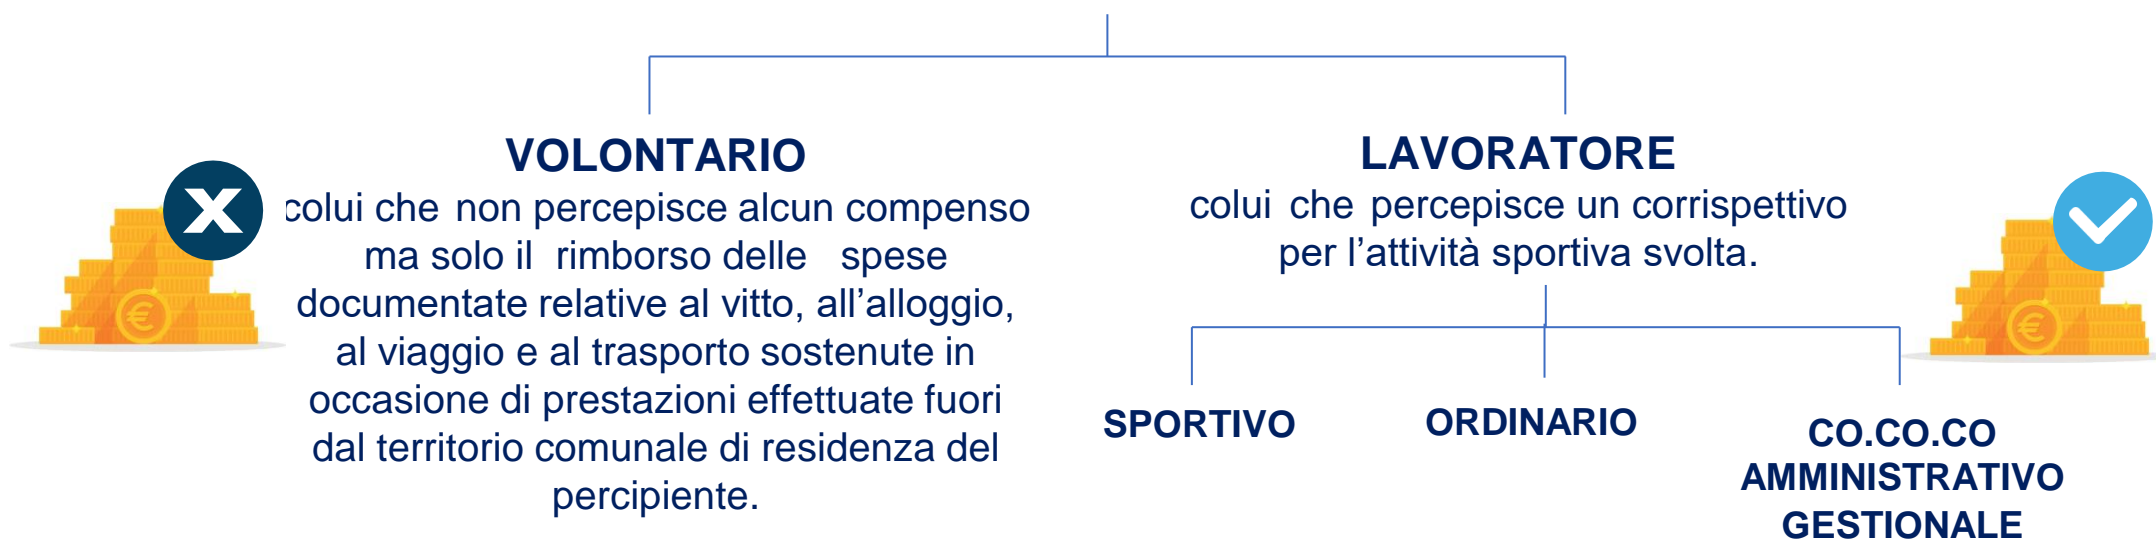 VOLONTARIO
colui che non percepisce alcun compenso
ma solo il rimborso delle spese
documentate relative al vitto, all’alloggio,
al viaggio e al trasporto sostenute in
occasione di prestazioni effettuate fuori
dal territorio comunale di residenza del
percipiente.
LAVORATORE
colui che percepisce un corrispettivo
per l’attività sportiva svolta.
SPORTIVO
ORDINARIO
CO.CO.CO
AMMINISTRATIVO
GESTIONALE